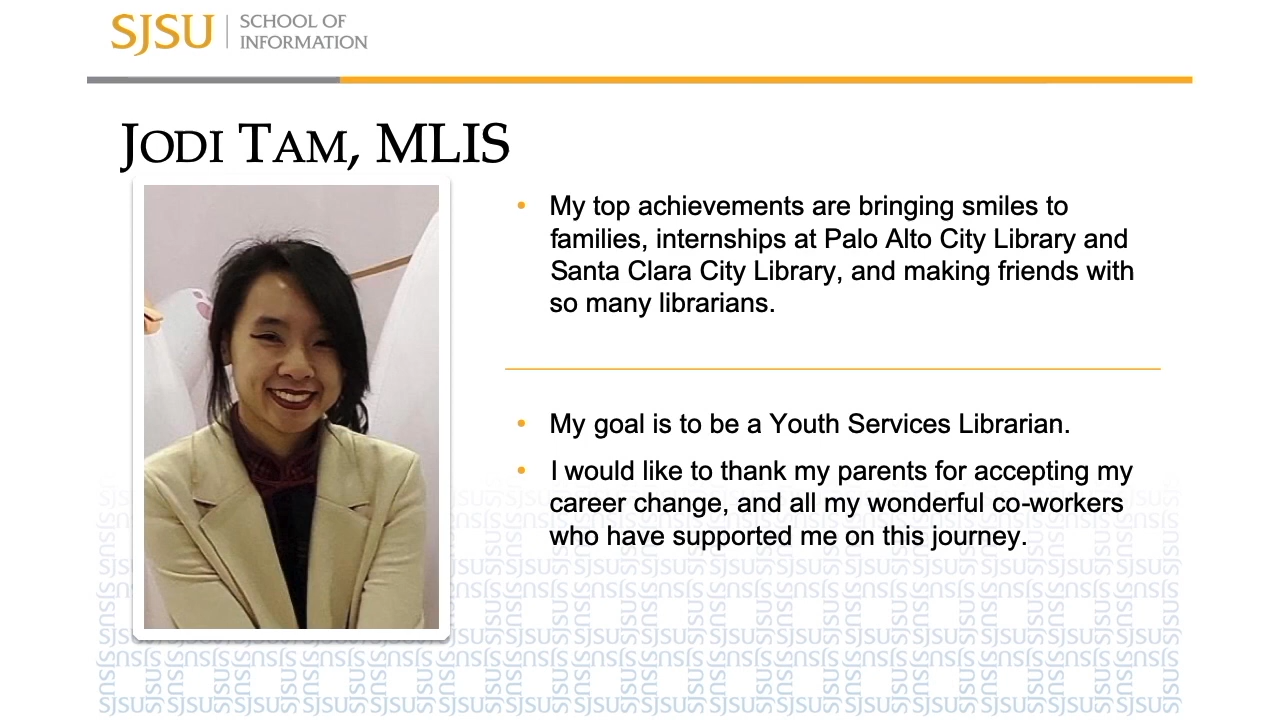 SJSU
SCHOOL OF
INFORMATION
JODI TAM, MLIS
• My top achievements are bringing smiles to
families, internships at Palo Alto City Library and
Santa Clara City Library, and making friends with
so many librarians.
• My goal is to be a Youth Services Librarian.
• I would like to thank my parents for accepting my
career change, and all my wonderful co-workers
who have supported me on this journey.